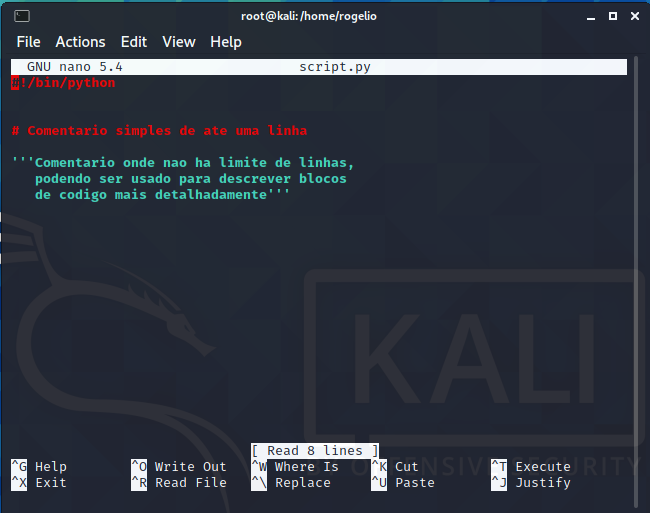 root@kali: /home/rogelio
File Actions Edit View Help
GNU nano 5.4 script.py
#!/bin/python
# Comentario simples de ate uma linha
'''Comentario onde nao ha limite de linhas,
podendo ser usado para descrever blocos
de codigo mais detalhadamente'''
KALI
[ Read 8 lines ]
^G Help ^O Write Out ^W Where Is ^K Cut ^T Execute
OFFENSIVE SECURITY
^X Exit ^R Read File ^\ Replace ^U Paste ^J Justify